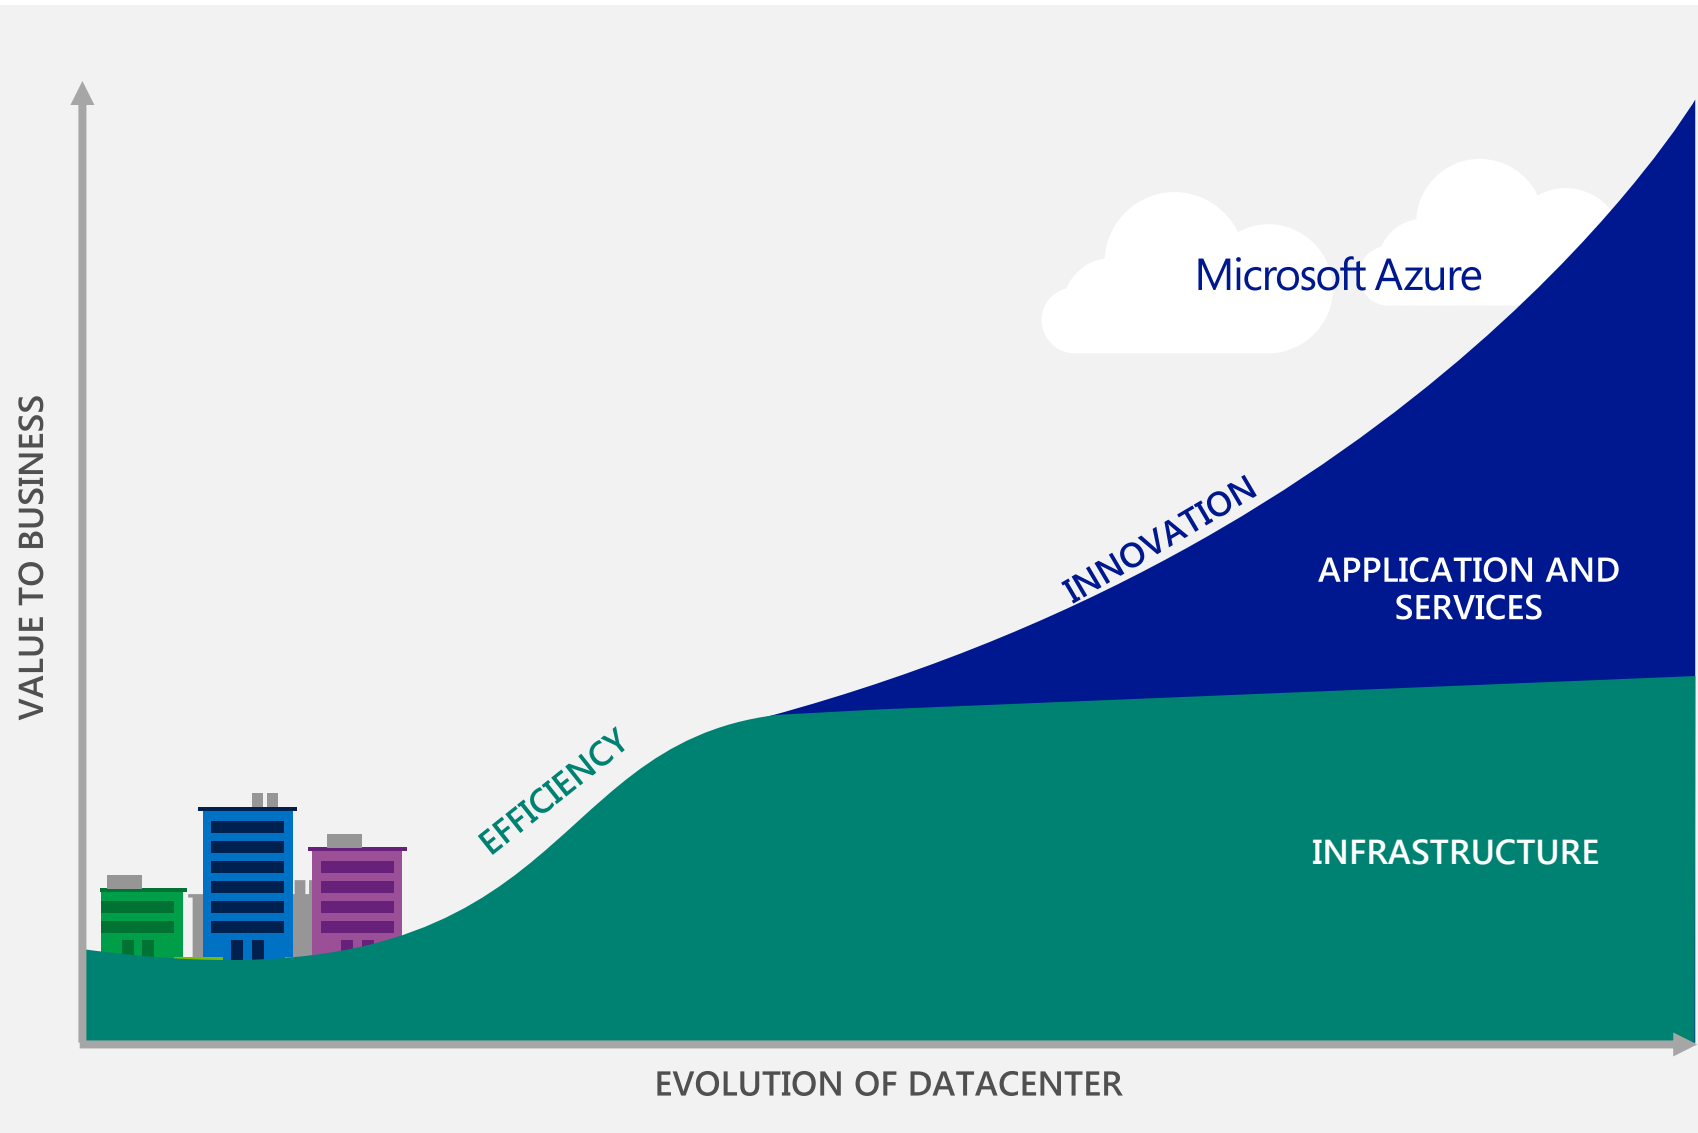 Microsoft Azure
VALUE TO BUSINESS
INNOVATION
APPLICATION AND
SERVICES
EFFICIENCY
INFRASTRUCTURE
EVOLUTION OF DATACENTER